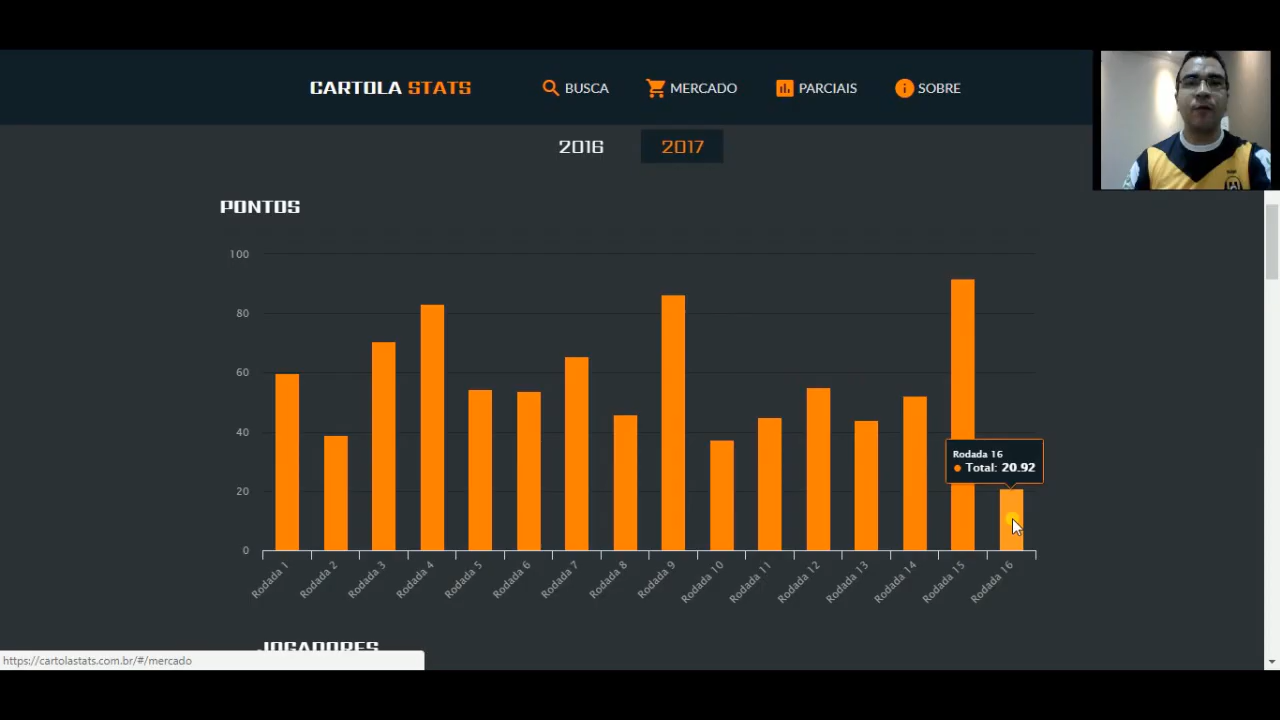 CARTOLA STATS
BUSCA
MERCADO
PARCIAIS
SOBRE
2016
2017
PONTOS
100
80
60
40
20
0
Rodada 16
Total: 20.92
Rodada 1
Rodada 2
Rodada 3
Rodada 4
Rodada 5
Rodada 6
Rodada 7
Rodada 8
Rodada 9
Rodada 10
Rodada 11
Rodada 12
Rodada 13
Rodada 14
Rodada 15
Rodada 16
JOGADORES
https://cartolastats.com.br/#/mercado